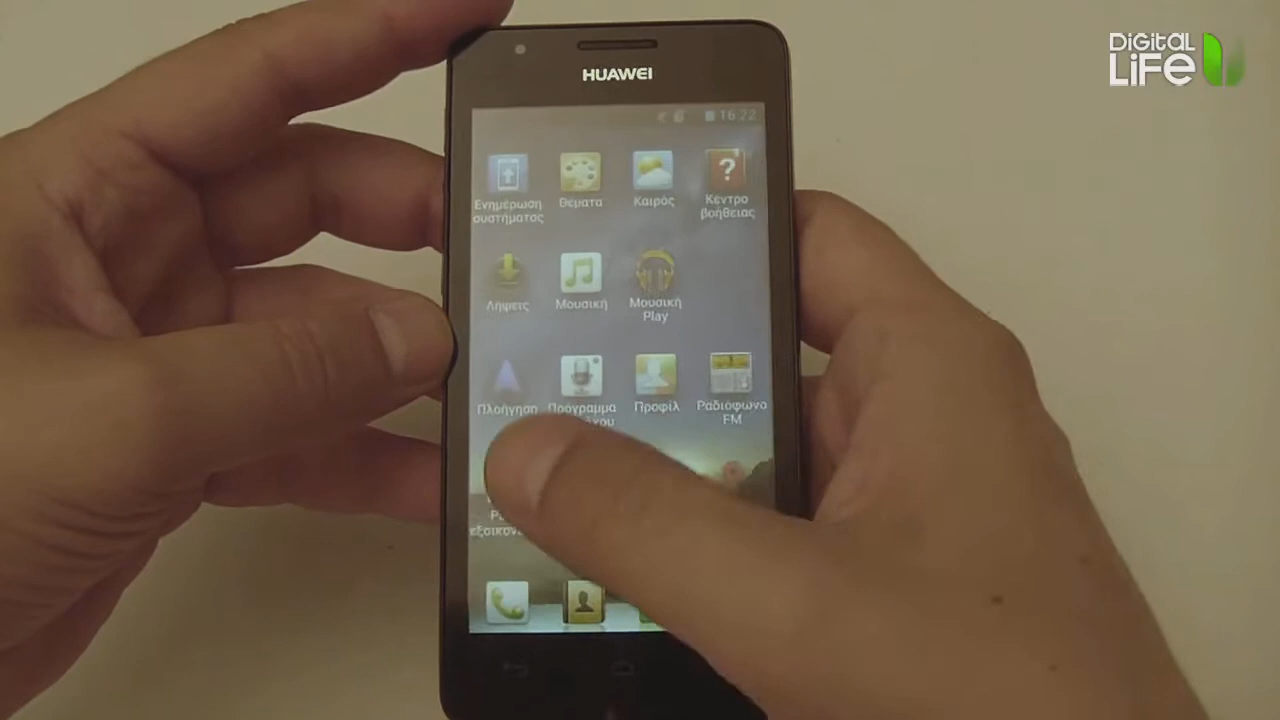 DIGITAL
LIFE
HUAWEI
16:22
Ενημέρωση
συστήματος
Θέματα
Καιρός
Κέντρο
βοήθειας
Λήψεις
Μουσική
Μουσική
Play
Πλοήγηση
Πρόγραμμα
Προφίλ
Ραδιόφωνο
FM